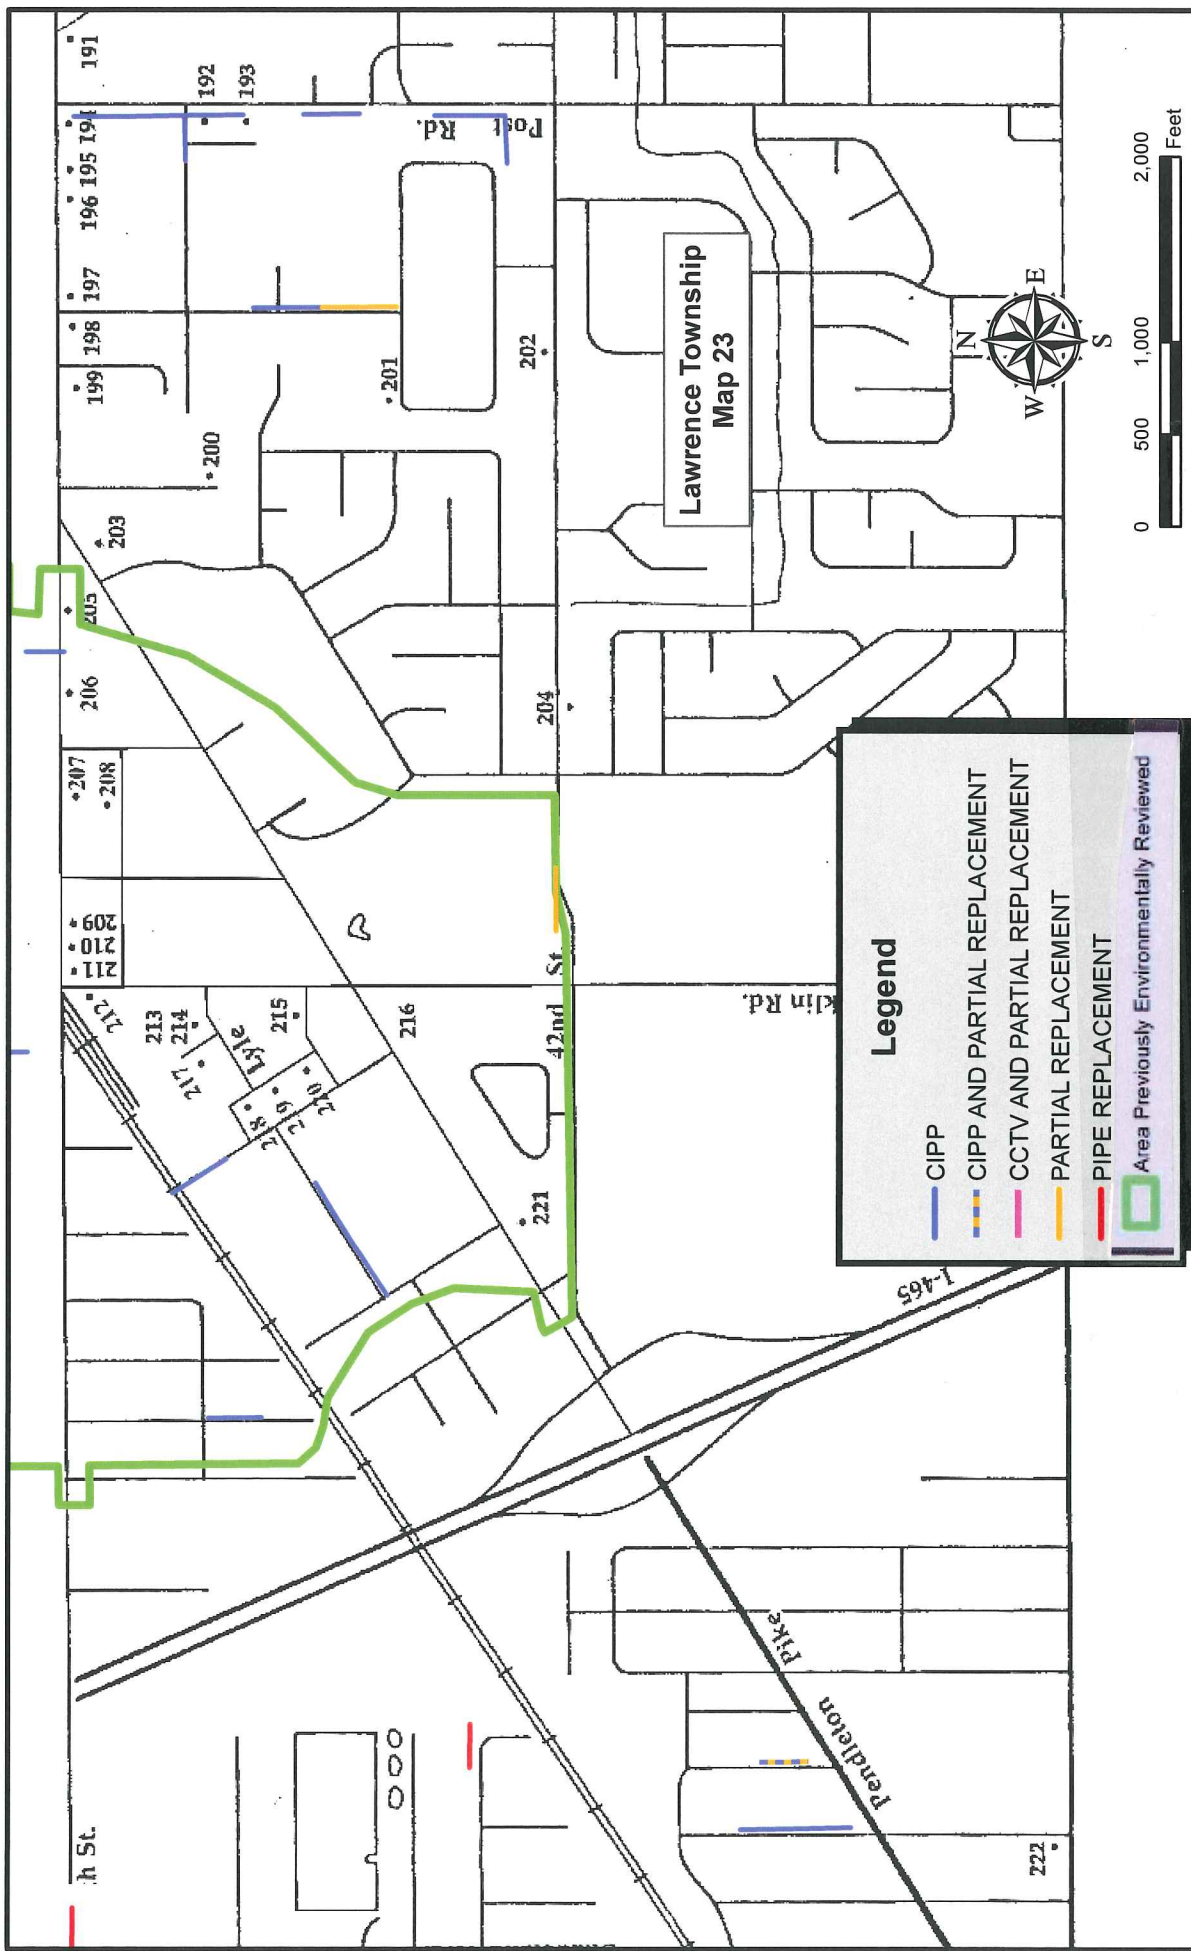 191
192
193
194
195
196
197
198
199
200
201
202
203
204
205
206
207
208
209
210
211
212
213
214
215
216
217
218
219
220
221
222
Post
Rd.
Lyle
42nd
St.
klin Rd.
I-465
Pendleton Pike
h St.
Lawrence Township
Map 23
N
E
S
W
0 500 1,000 2,000
Feet
Legend
CIPP
CIPP AND PARTIAL REPLACEMENT
CCTV AND PARTIAL REPLACEMENT
PARTIAL REPLACEMENT
PIPE REPLACEMENT
Area Previously Environmentally Reviewed